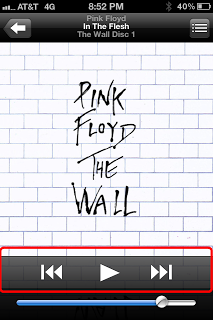 AT&T 4G 8:52 PM 40%
Pink Floyd
In The Flesh
The Wall Disc 1
PINK
FLOYD
THE
WALL